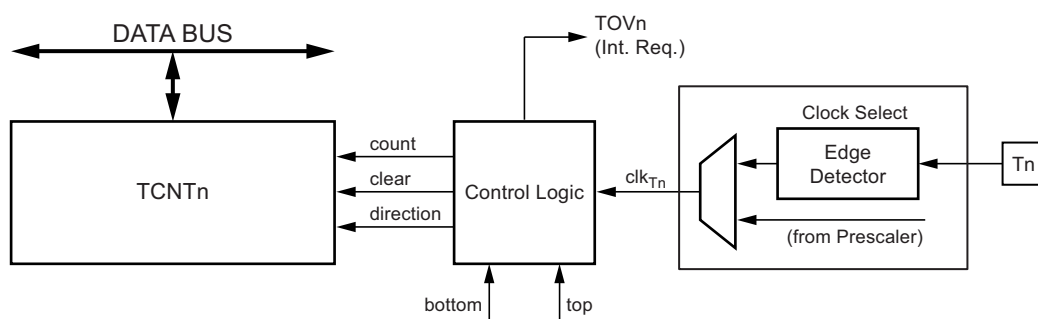 DATA BUS
TOVn
(Int. Req.)
Clock Select
TCNTn
count
clear
direction
Control Logic
clkTn
Edge
Detector
Tn
(from Prescaler)
bottom
top